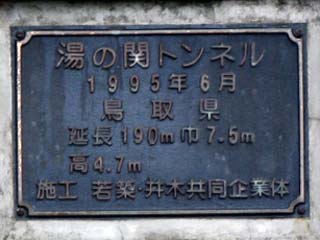 湯の関トンネル
1995年6月
鳥取県
延長190m巾7.5m
高4.7m
施工 若築・井木共同企業体